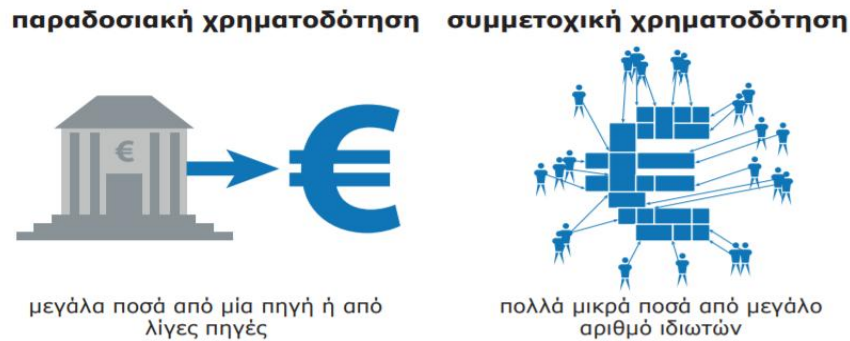 παραδοσιακή χρηματοδότηση
€
€
μεγάλα ποσά από μία πηγή ή από
λίγες πηγές
συμμετοχική χρηματοδότηση
πολλά μικρά ποσά από μεγάλο
αριθμό ιδιωτών